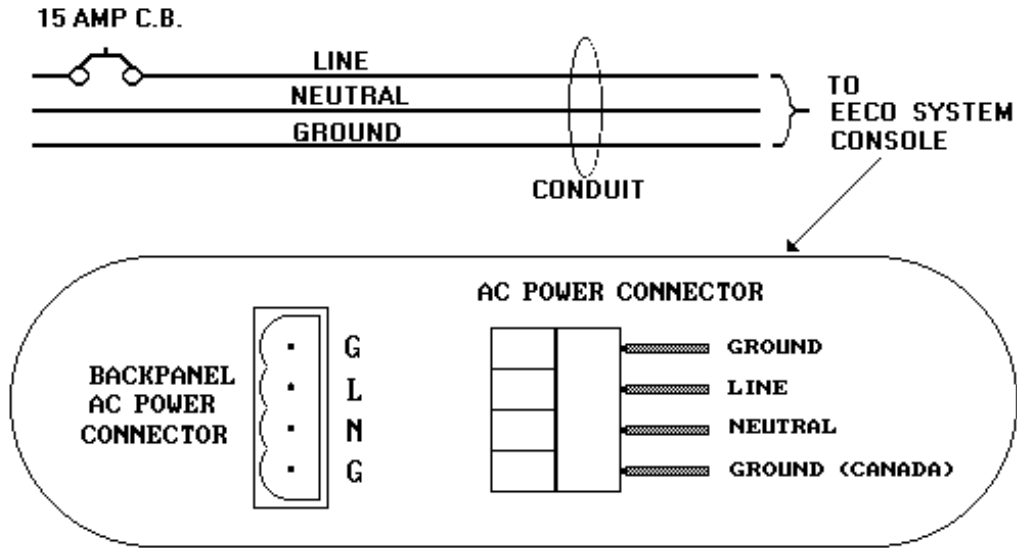 15 AMP C.B.
LINE
NEUTRAL
GROUND
CONDUIT
TO
EECO SYSTEM
CONSOLE
AC POWER CONNECTOR
BACKPANEL
AC POWER
CONNECTOR
G
L
N
G
GROUND
LINE
NEUTRAL
GROUND (CANADA)